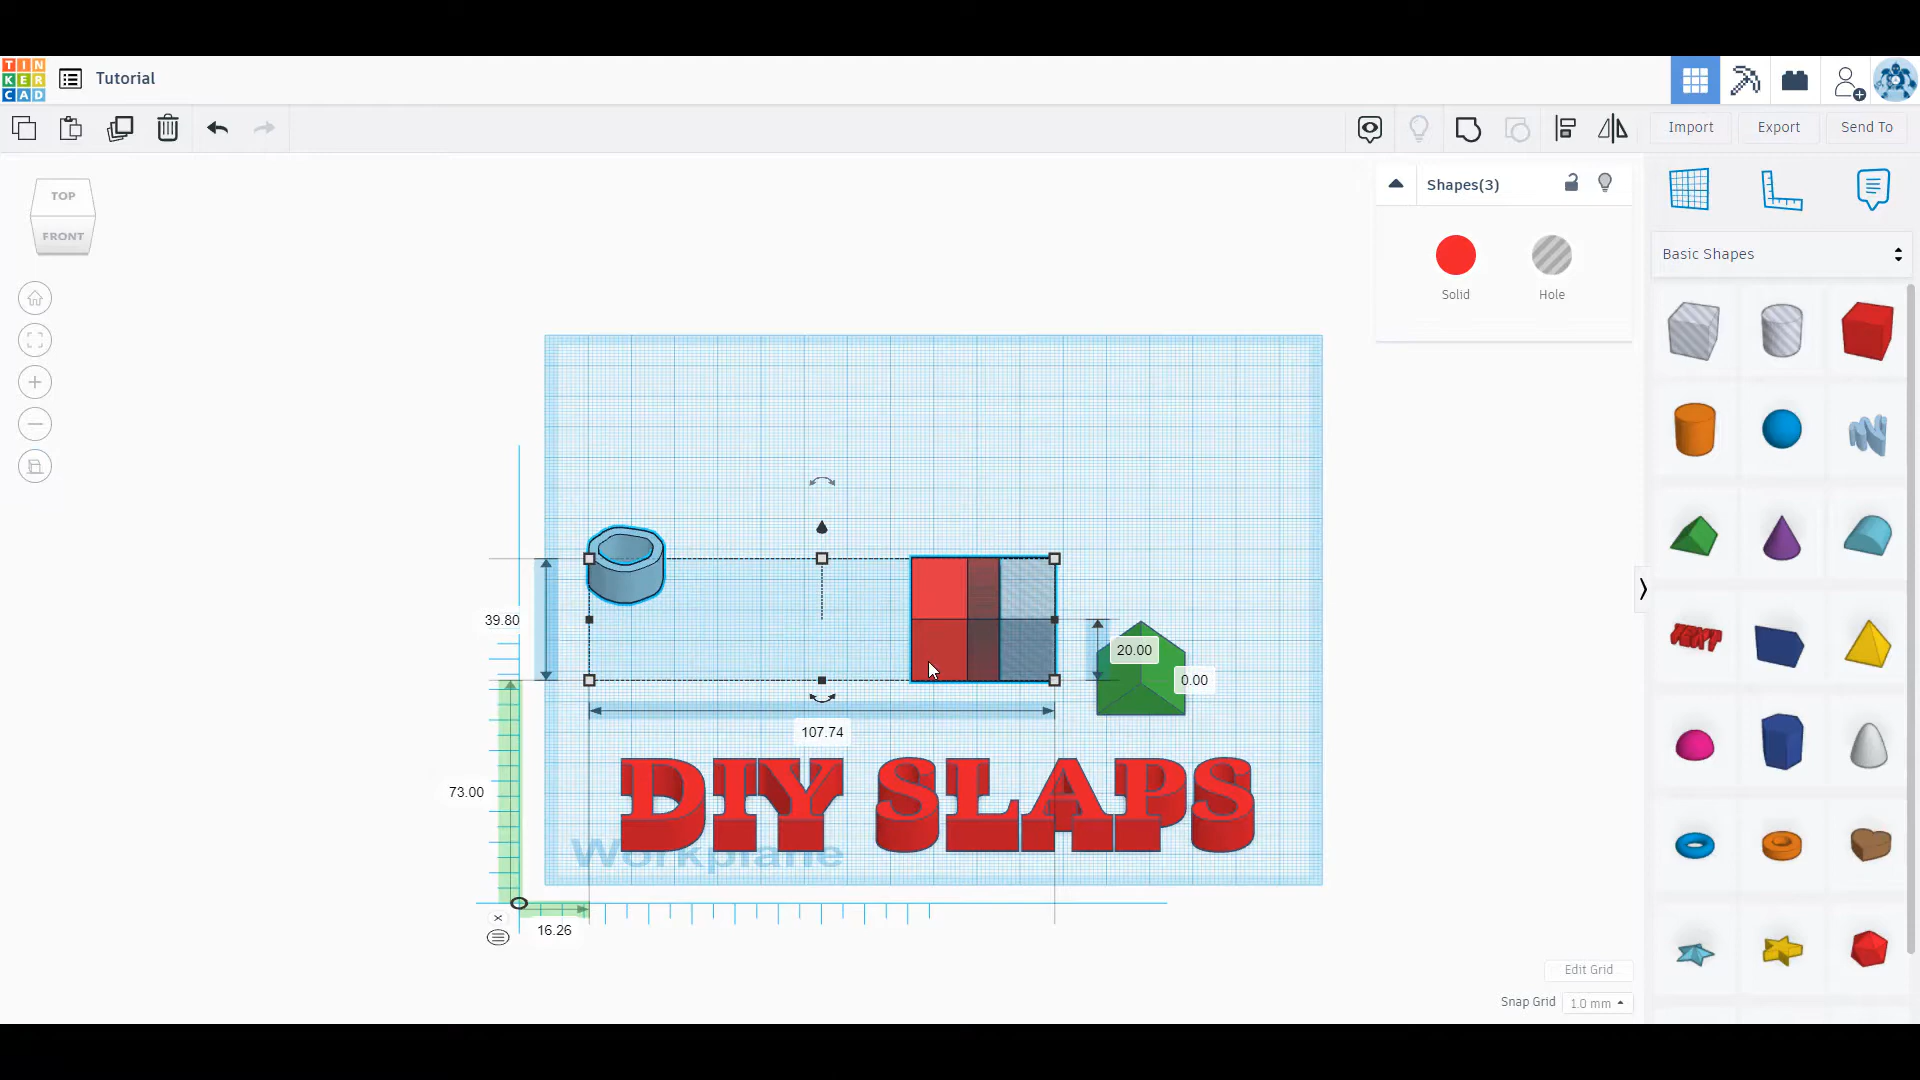 TIN
KER
CAD
Tutorial
Import
Export
Send To
TOP
FRONT
Shapes(3)
Solid
Hole
Basic Shapes
TEXT
39.80
20.00
0.00
107.74
73.00
DIY SLAPS
Workplane
16.26
Edit Grid
Snap Grid
1.0 mm